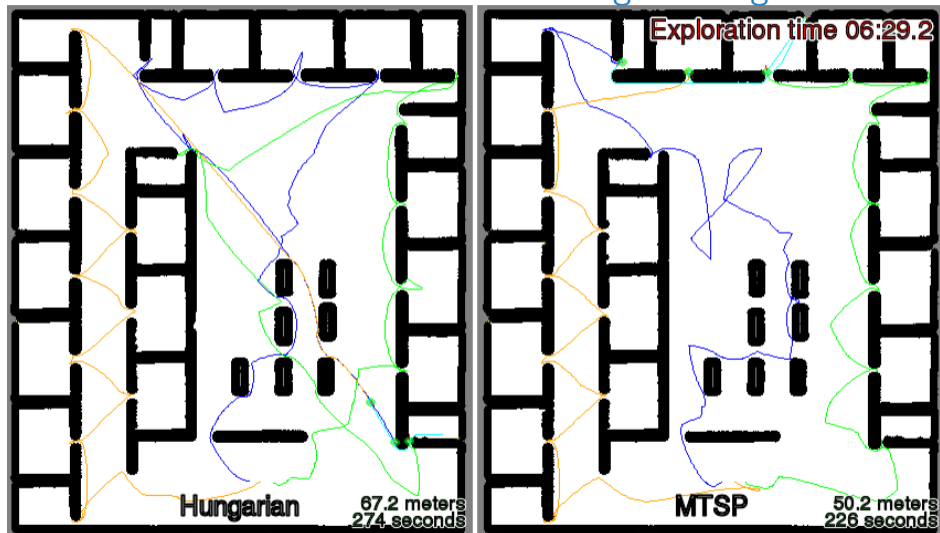 Exploration time 06:29.2
Hungarian
67.2 meters
274 seconds
MTSP
50.2 meters
226 seconds